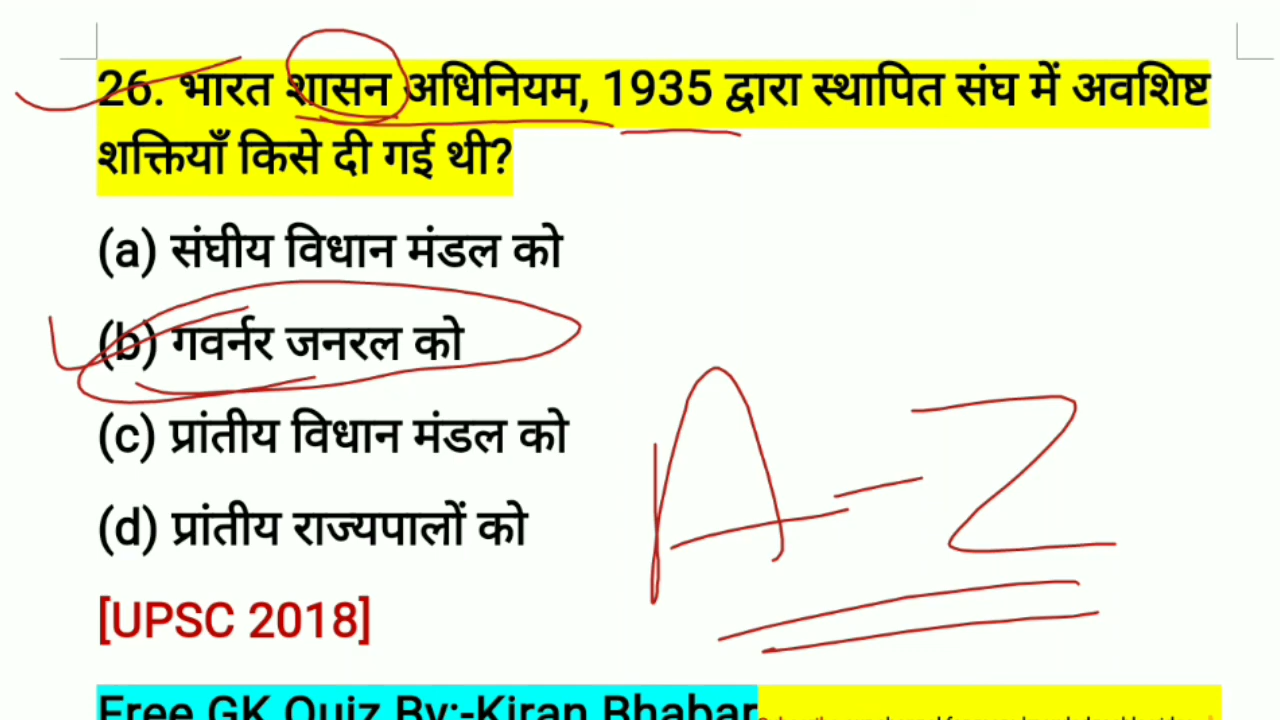 26. भारत शासन अधिनियम, 1935 द्वारा स्थापित संघ में अवशिष्ट
शक्तियाँ किसे दी गई थी?
(a) संघीय विधान मंडल को
(b) गवर्नर जनरल को
(c) प्रांतीय विधान मंडल को
(d) प्रांतीय राज्यपालों को
A-Z
[UPSC 2018]
Free GK Quiz By:-Kiran Bhabar